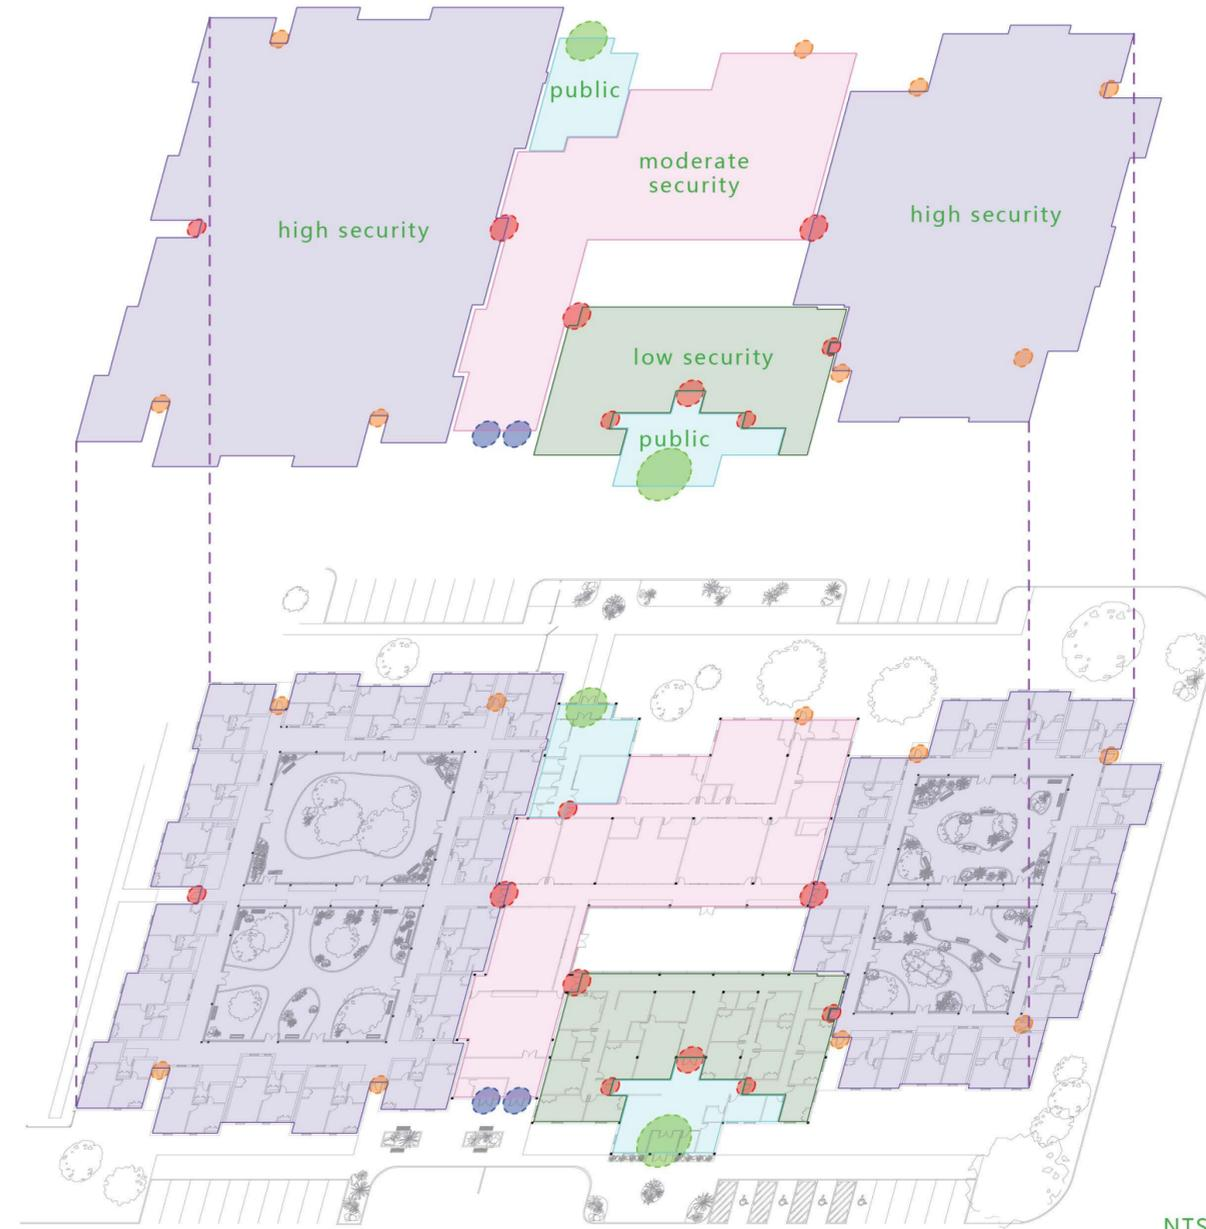 public
moderate
security
high security
high security
low security
public
NTS